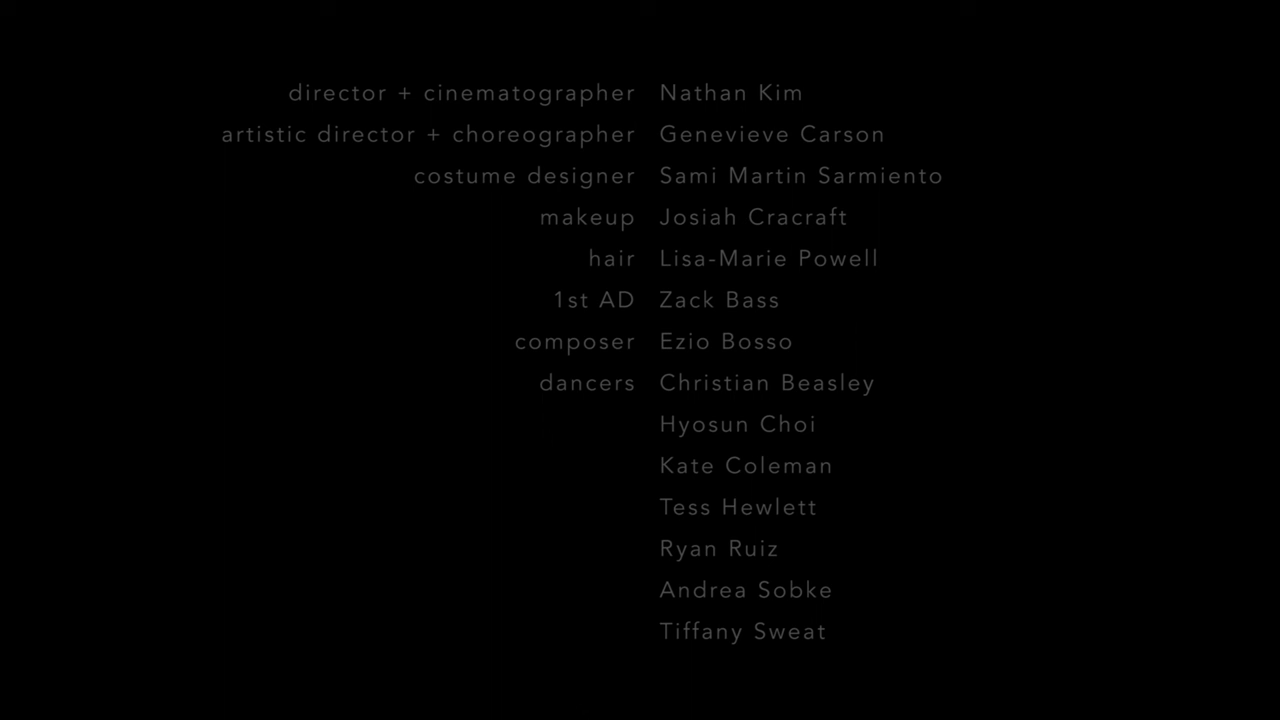 director + cinematographer Nathan Kim
artistic director + choreographer Genevieve Carson
costume designer Sami Martin Sarmiento
makeup Josiah Cracraft
hair Lisa-Marie Powell
1st AD Zack Bass
composer Ezio Bosso
dancers Christian Beasley
Hyosun Choi
Kate Coleman
Tess Hewlett
Ryan Ruiz
Andrea Sobke
Tiffany Sweat